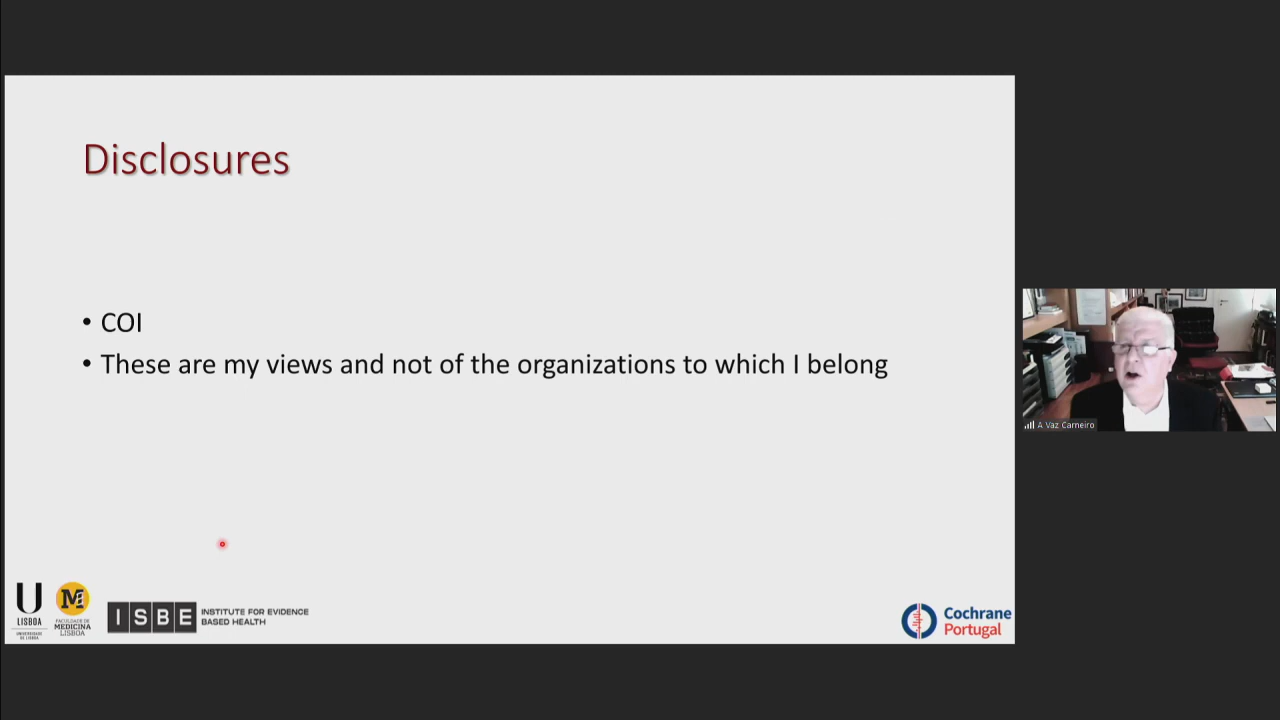 Disclosures
• COI
• These are my views and not of the organizations to which I belong
U
LISBOA
UNIVERSIDADE
DE LISBOA
M
FACULDADE DE
MEDICINA
LISBOA
ISBE
INSTITUTE FOR EVIDENCE
BASED HEALTH
Cochrane
Portugal
A Vaz Carneiro